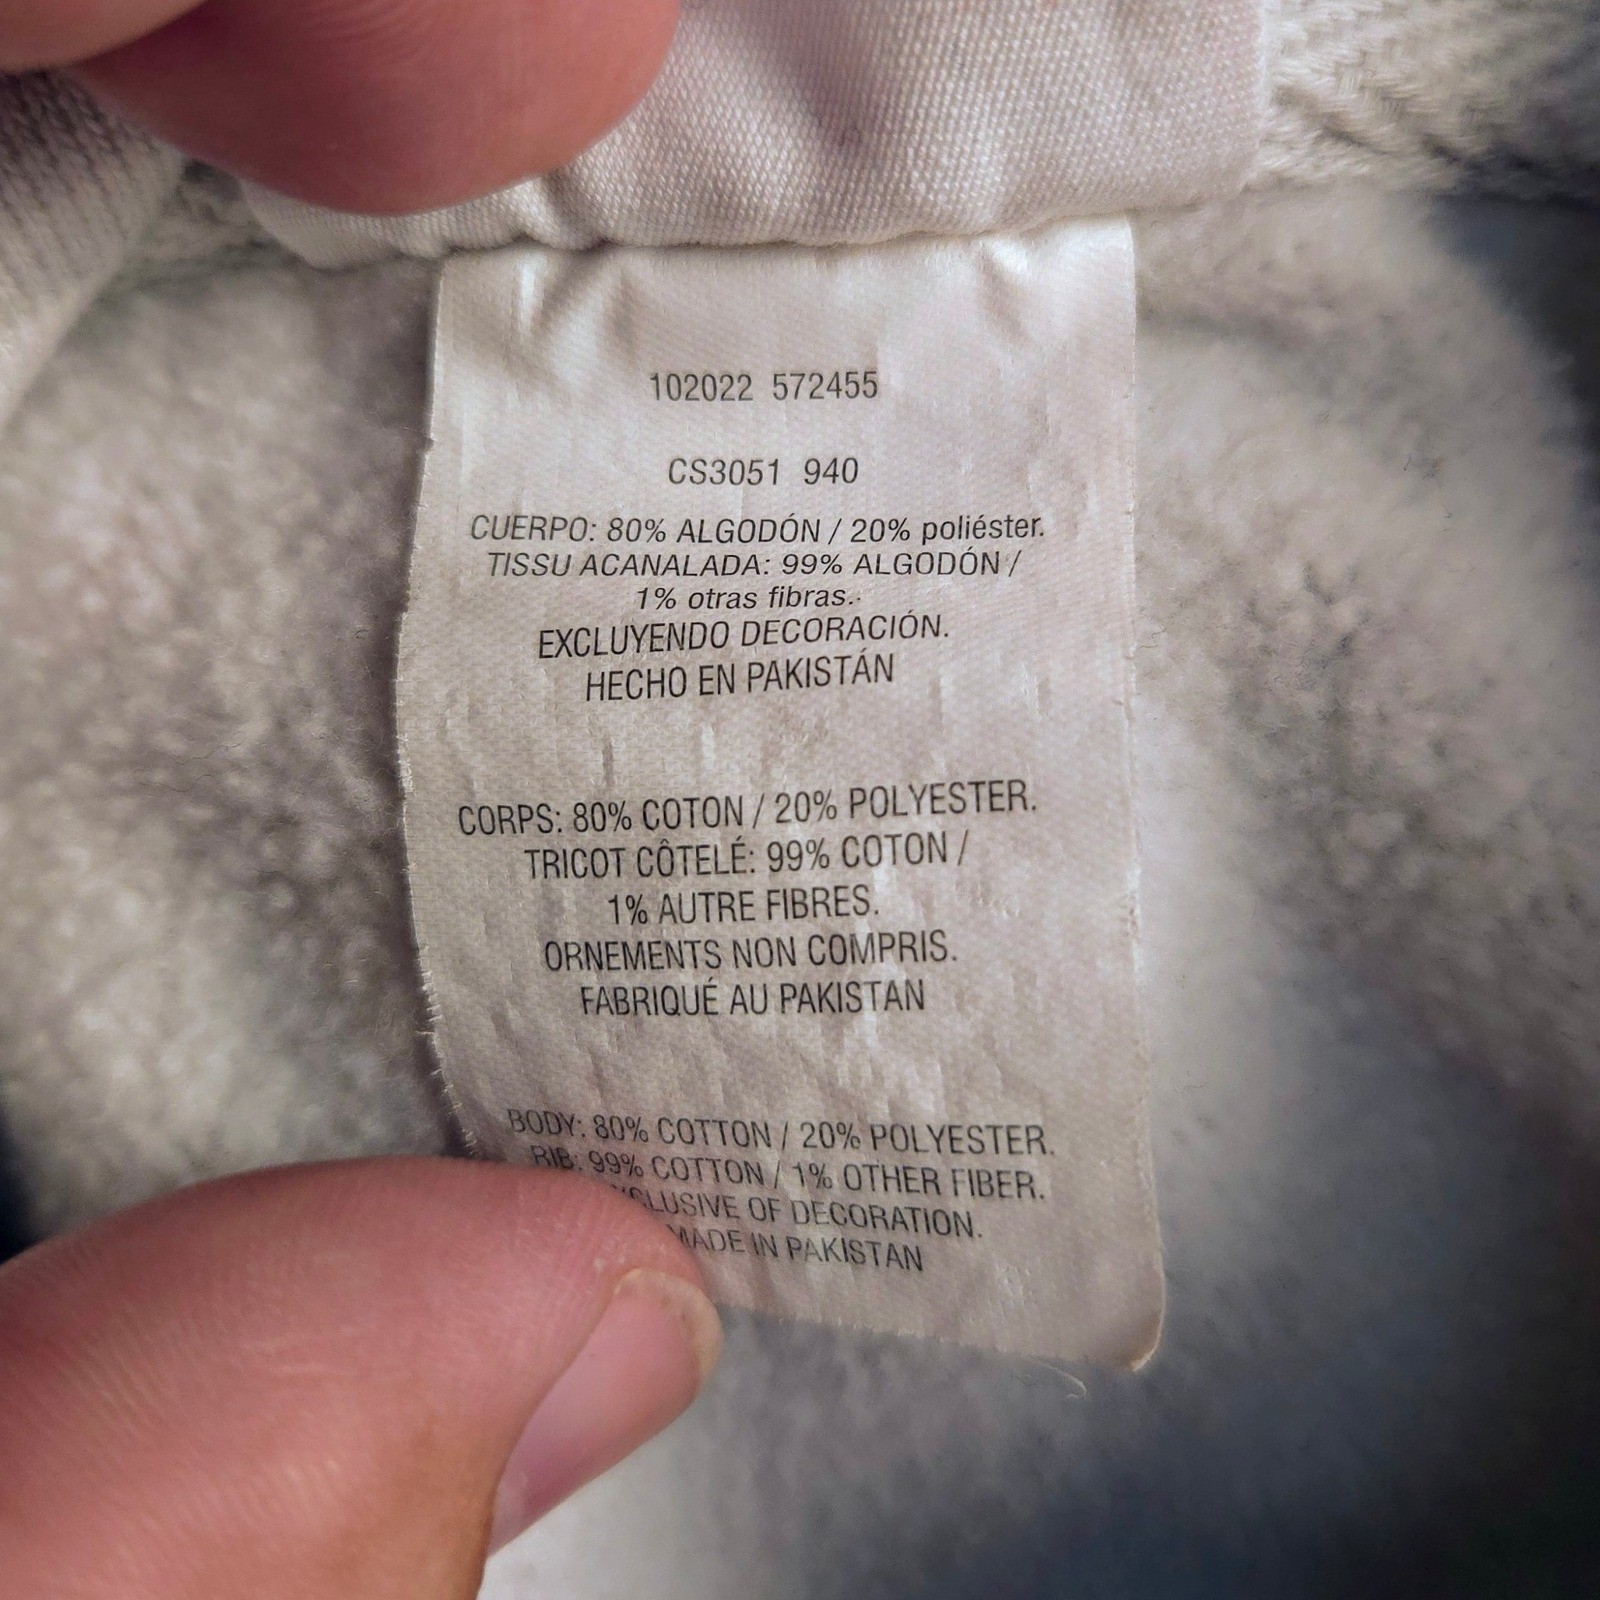 102022 572455
CS3051 940
CUERPO: 80% ALGODÓN / 20% poliéster.
TISSU ACANALADA: 99% ALGODÓN /
1% otras fibras.
EXCLUYENDO DECORACIÓN.
HECHO EN PAKISTÁN
CORPS: 80% COTON / 20% POLYESTER.
TRICOT CÔTELÉ: 99% COTON /
1% AUTRE FIBRES.
ORNEMENTS NON COMPRIS.
FABRIQUÉ AU PAKISTAN
BODY: 80% COTTON / 20% POLYESTER.
RIB: 99% COTTON / 1% OTHER FIBER.
XCLUSIVE OF DECORATION.
MADE IN PAKISTAN